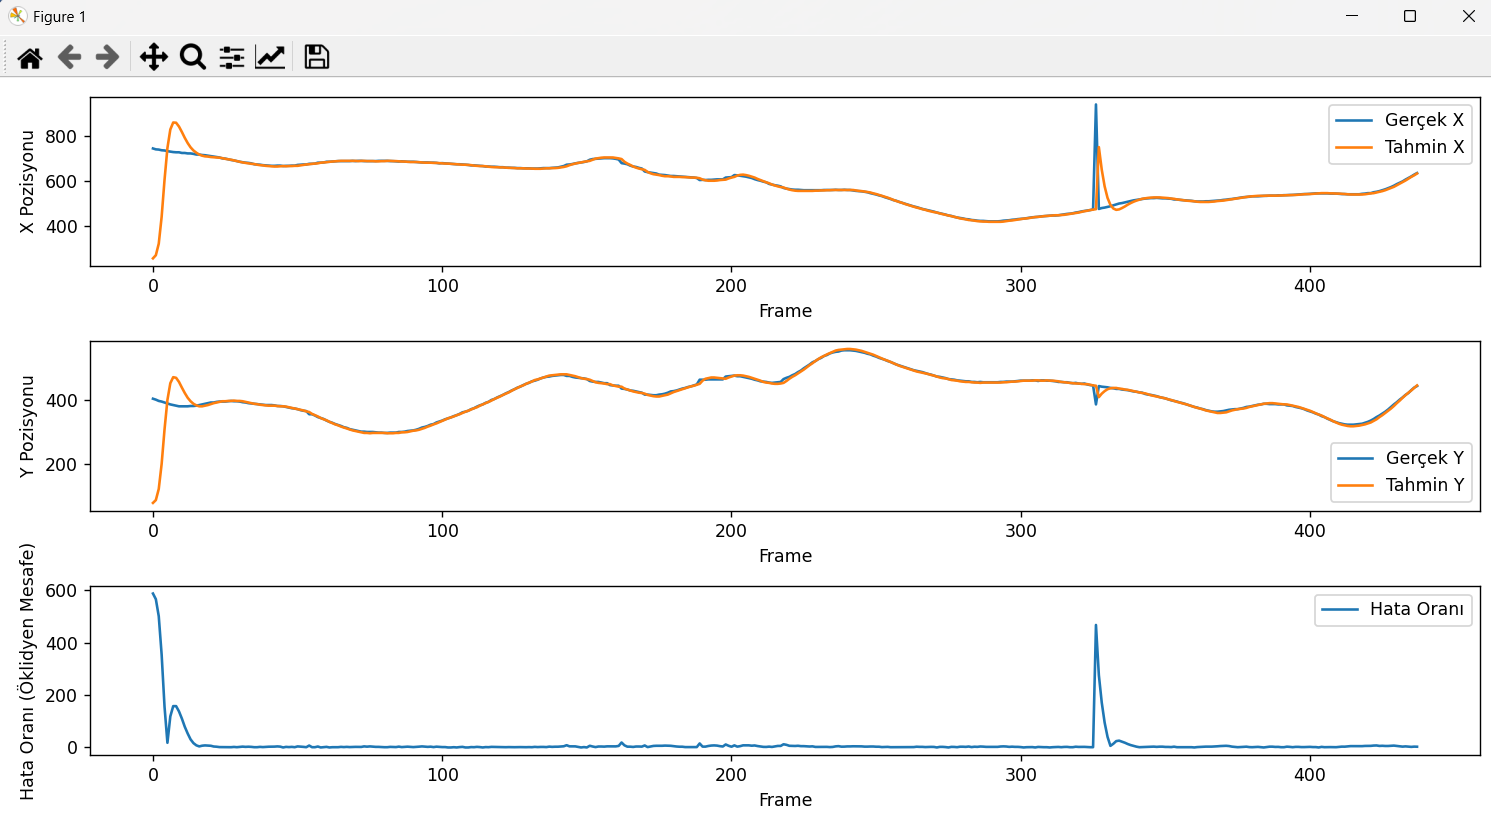 Figure 1
X Pozisyonu
800
600
400
Gerçek X
Tahmin X
0 100 200 300 400
Frame
Y Pozisyonu
400
200
Gerçek Y
Tahmin Y
0 100 200 300 400
Frame
Hata Oranı (Öklidyen Mesafe)
600
400
200
0
Hata Oranı
0 100 200 300 400
Frame